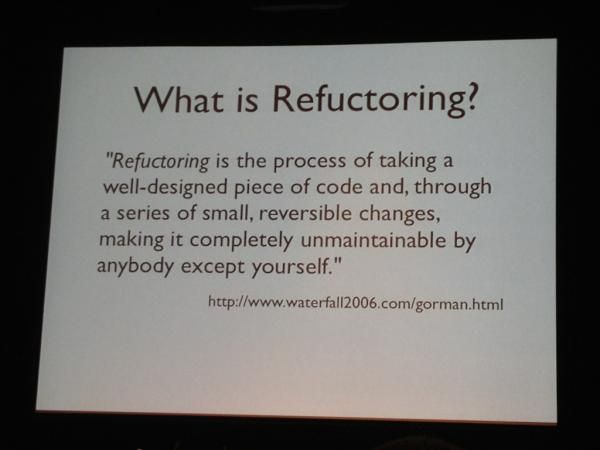 What is Refuctoring?
"Refuctoring is the process of taking a
well-designed piece of code and, through
a series of small, reversible changes,
making it completely unmaintainable by
anybody except yourself."
http://www.waterfall2006.com/gorman.html